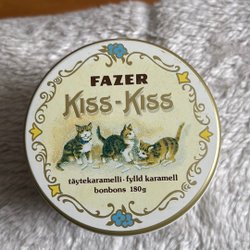 FAZER
KiSS-KiSS
täytekaramelli·fylld karamell
bonbons 180g